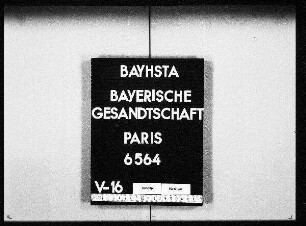 BAYHSTA
BAYERISCHE
GESANDTSCHAFT
PARIS
6564
V-16